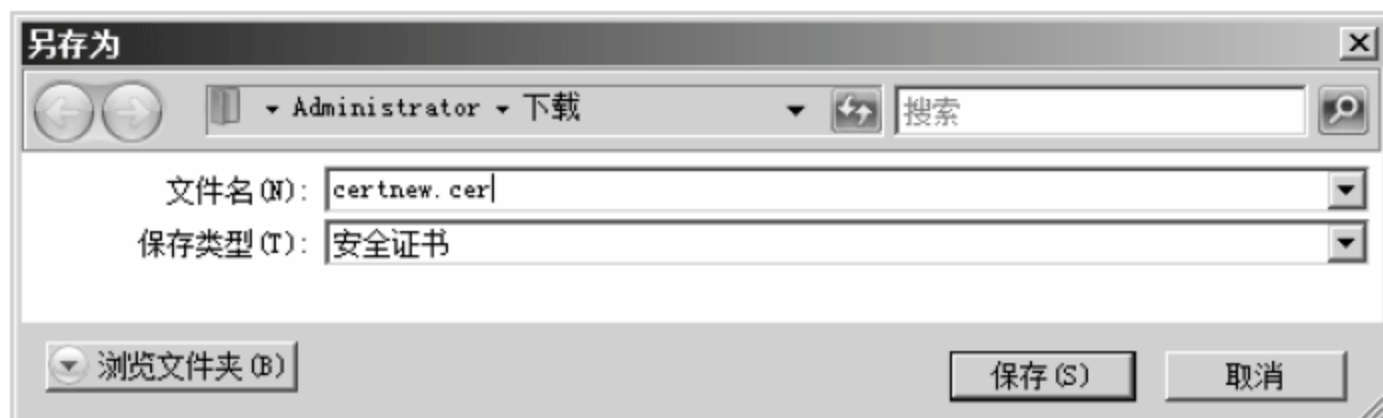 另存为
Administrator 下载 搜索
文件名(N): certnew.cer
保存类型(T): 安全证书
浏览文件夹(B) 保存(S) 取消